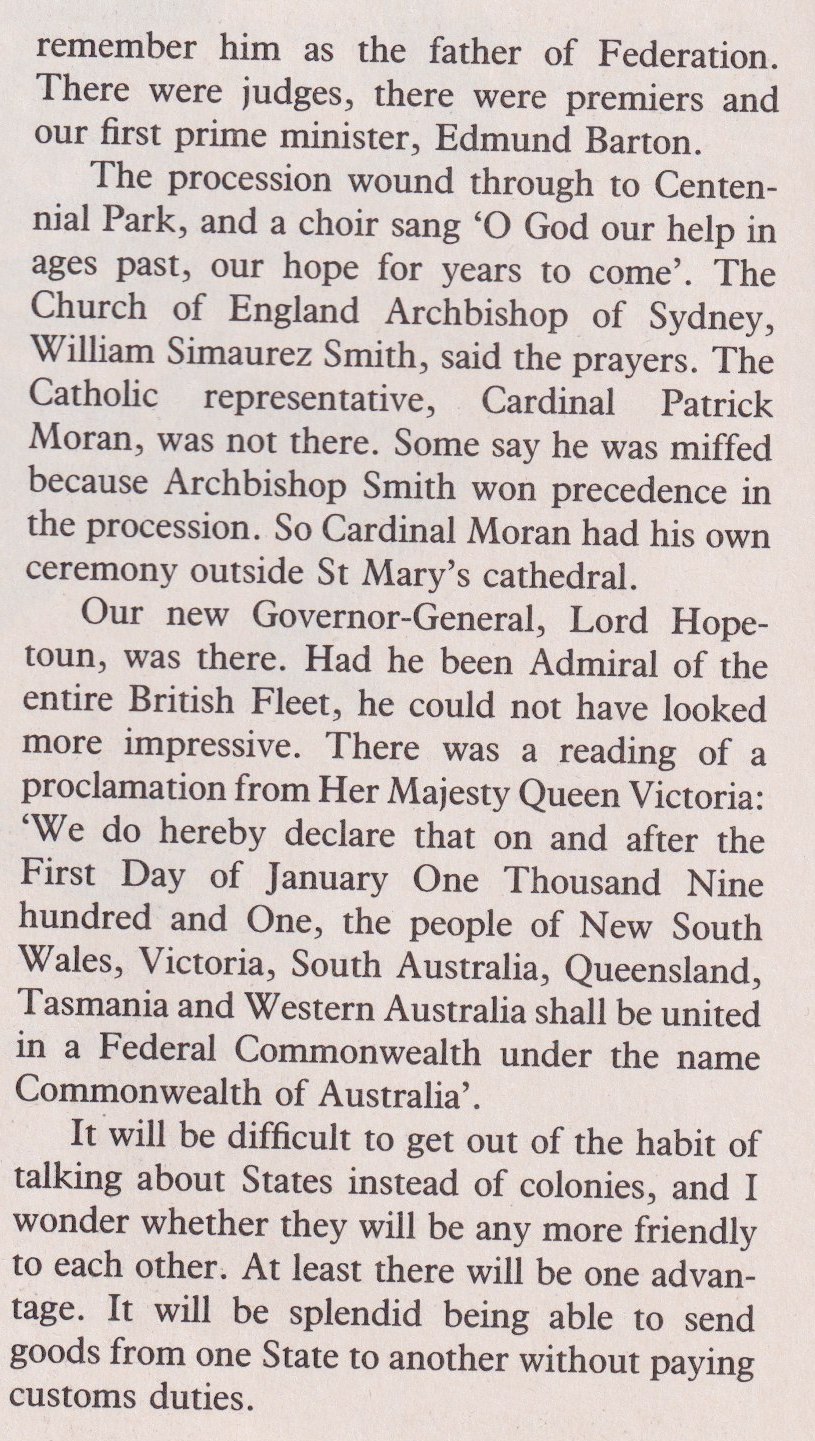 remember him as the father of Federation.
There were judges, there were premiers and
our first prime minister, Edmund Barton.
The procession wound through to Centen-
nial Park, and a choir sang ‘O God our help in
ages past, our hope for years to come’. The
Church of England Archbishop of Sydney,
William Simaurez Smith, said the prayers. The
Catholic representative, Cardinal Patrick
Moran, was not there. Some say he was miffed
because Archbishop Smith won precedence in
the procession. So Cardinal Moran had his own
ceremony outside St Mary’s cathedral.
Our new Governor-General, Lord Hope-
toun, was there. Had he been Admiral of the
entire British Fleet, he could not have looked
more impressive. There was a reading of a
proclamation from Her Majesty Queen Victoria:
‘We do hereby declare that on and after the
First Day of January One Thousand Nine
hundred and One, the people of New South
Wales, Victoria, South Australia, Queensland,
Tasmania and Western Australia shall be united
in a Federal Commonwealth under the name
Commonwealth of Australia’.
It will be difficult to get out of the habit of
talking about States instead of colonies, and I
wonder whether they will be any more friendly
to each other. At least there will be one advan-
tage. It will be splendid being able to send
goods from one State to another without paying
customs duties.